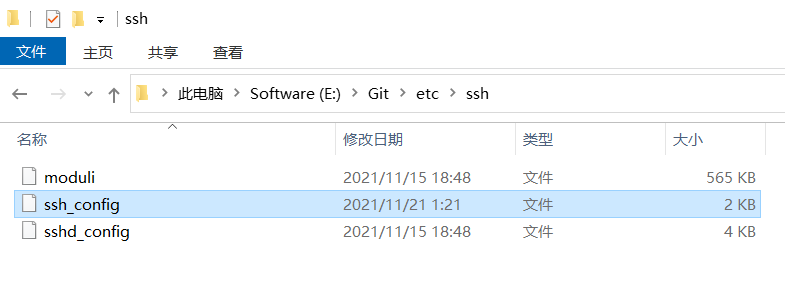 ssh
文件 主页 共享 查看
此电脑 Software (E:) Git etc ssh
名称 修改日期 类型 大小
moduli 2021/11/15 18:48 文件 565 KB
ssh_config 2021/11/21 1:21 文件 2 KB
sshd_config 2021/11/15 18:48 文件 4 KB